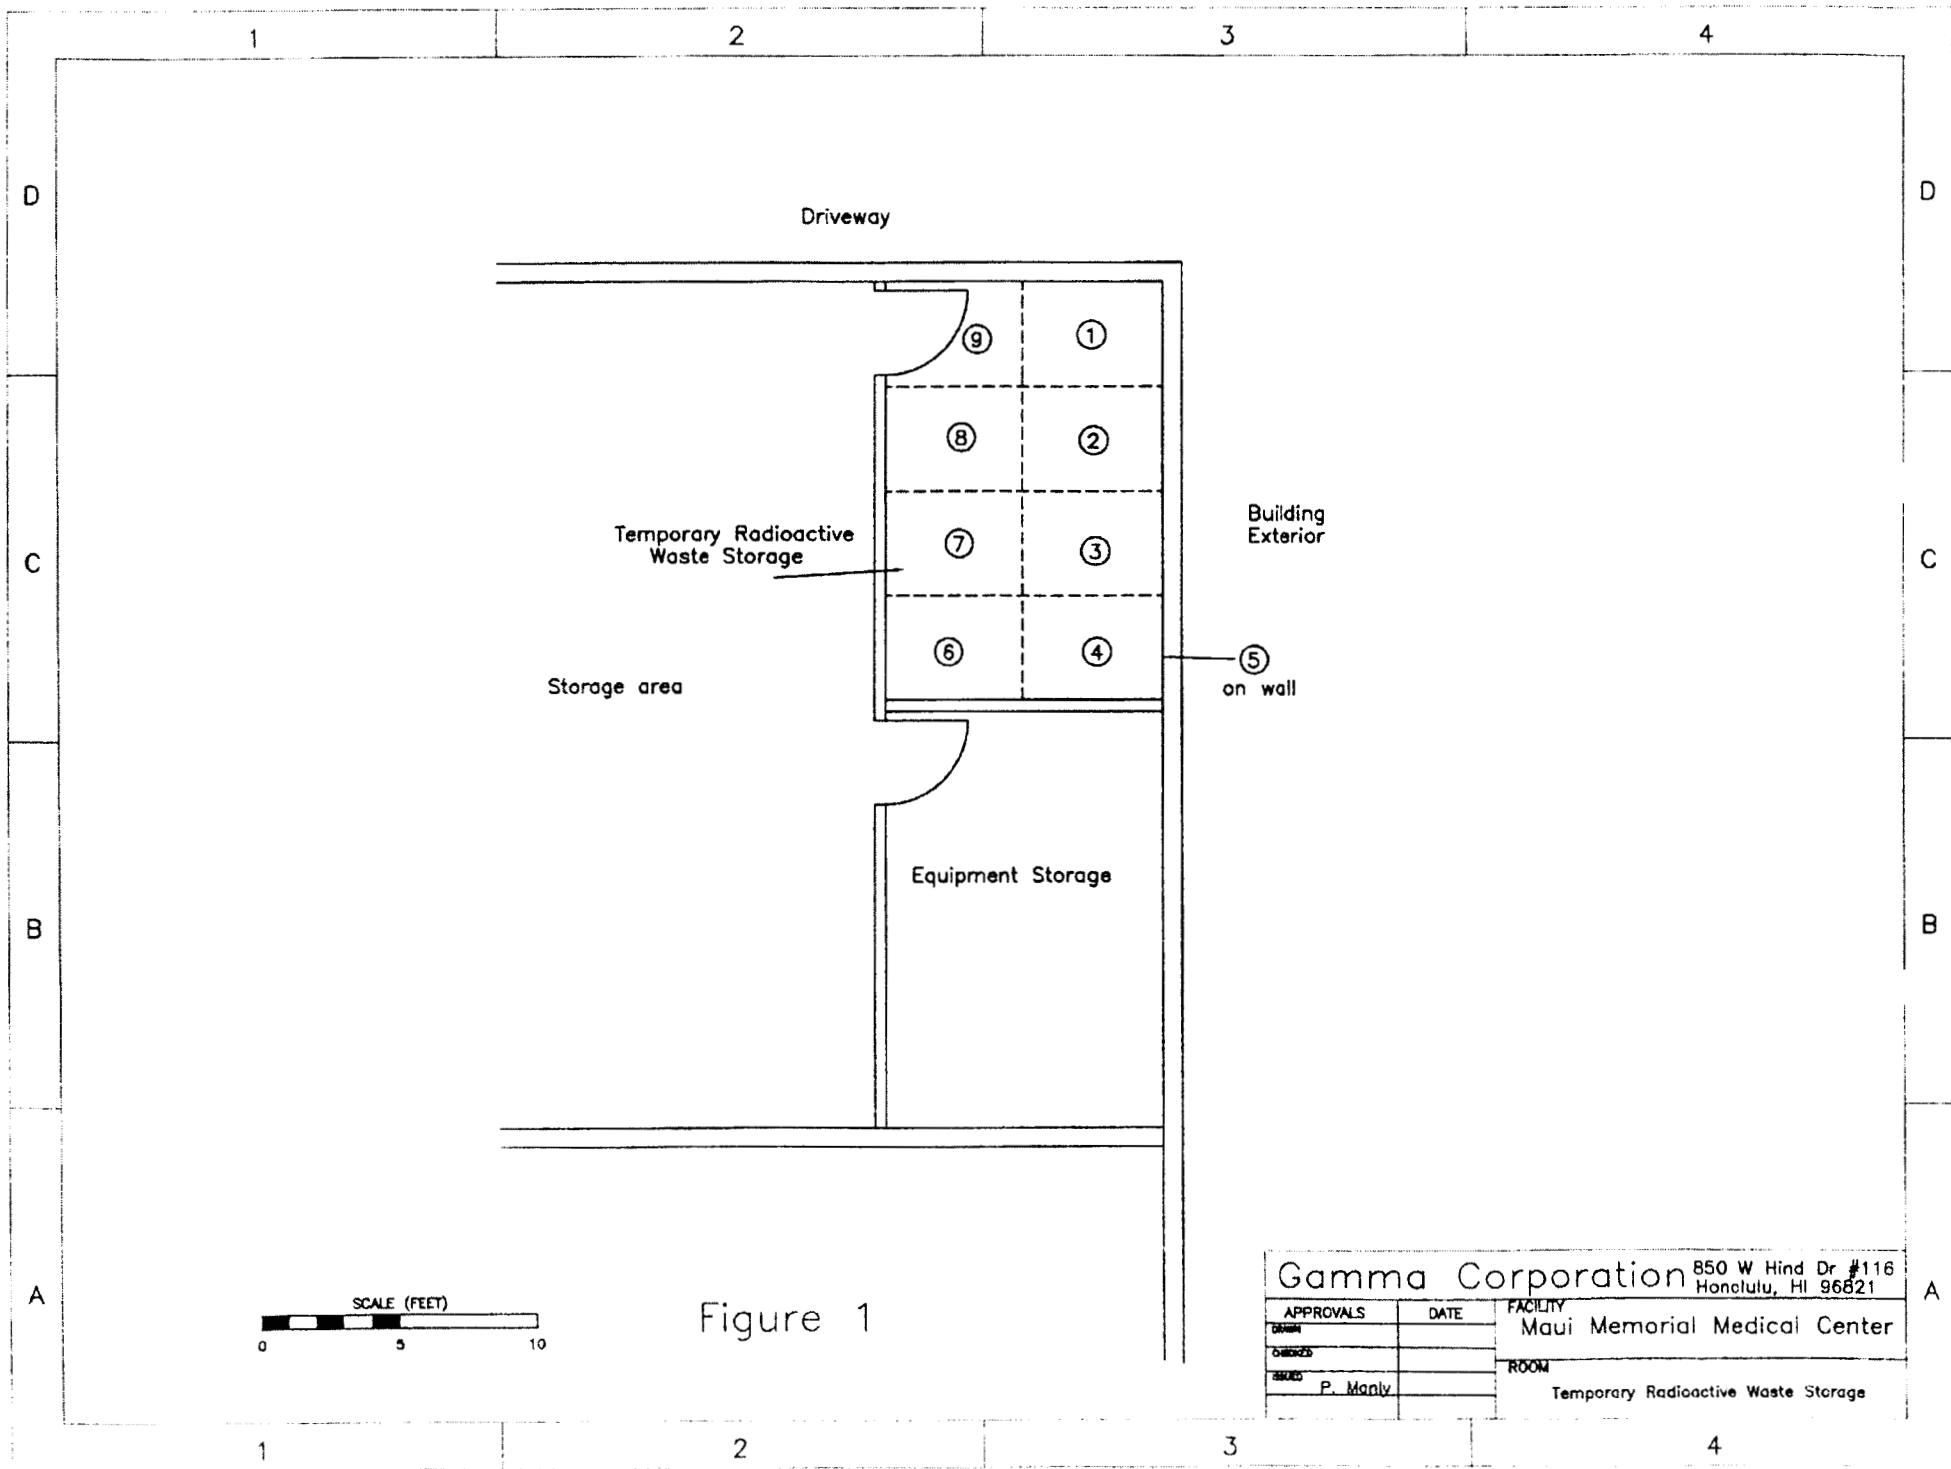 1 2 3 4
D D
Driveway
9 1
8 2
Building
Exterior
Temporary Radioactive
Waste Storage
7 3
C C
6 4
5
on wall
Storage area
Equipment Storage
B B
A A
SCALE (FEET)
0 5 10
Figure 1
Gamma Corporation
850 W Hind Dr #116
Honolulu, HI 96821
APPROVALS DATE
FACILITY
Maui Memorial Medical Center
DRAWN
CHECKED
ISSUED
P. Manly
ROOM
Temporary Radioactive Waste Storage
1 2 3 4